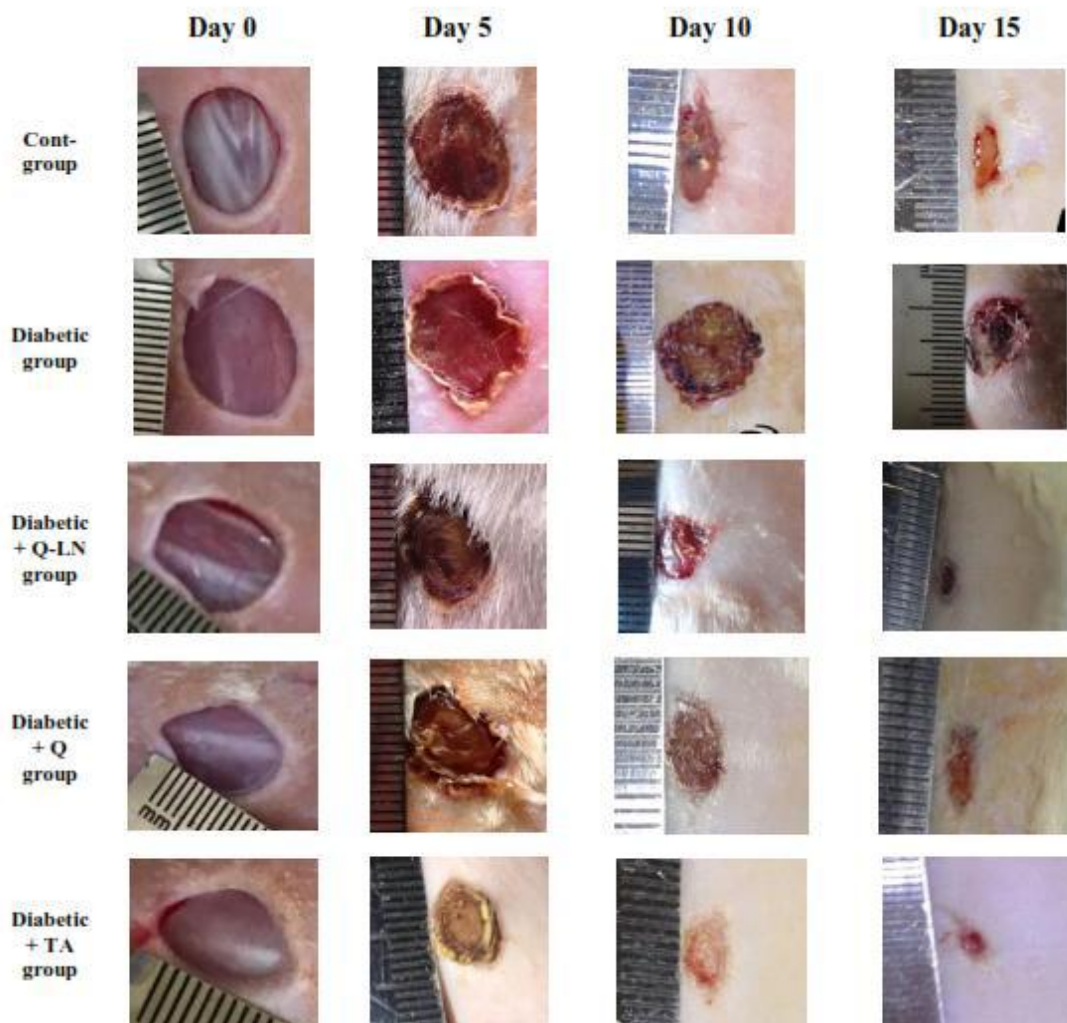 Day 0 Day 5 Day 10 Day 15
Cont-
group
Diabetic
group
Diabetic
+ Q-LN
group
Diabetic
+ Q
group
mm
Diabetic
+ TA
group